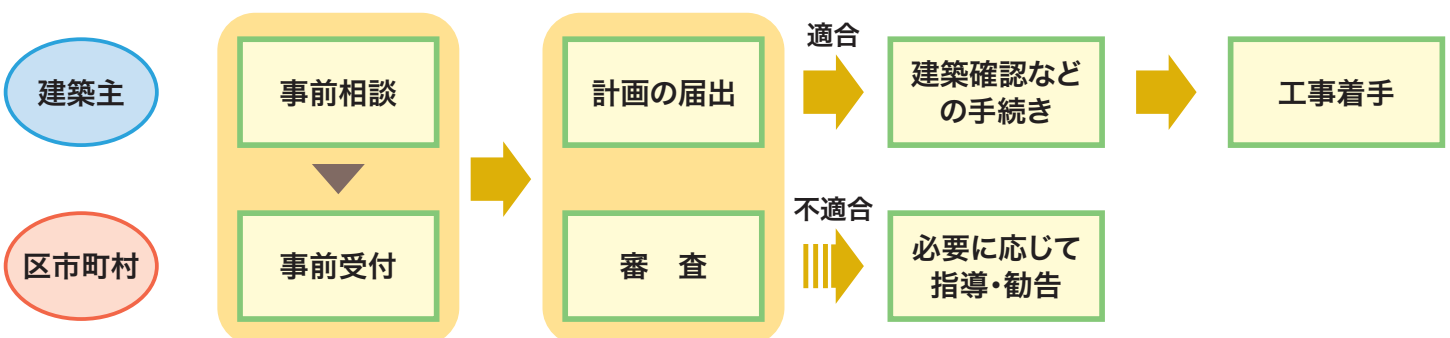 建築主
事前相談
計画の届出
適合
建築確認など
の手続き
工事着手
区市町村
事前受付
審　査
不適合
必要に応じて
指導・勧告